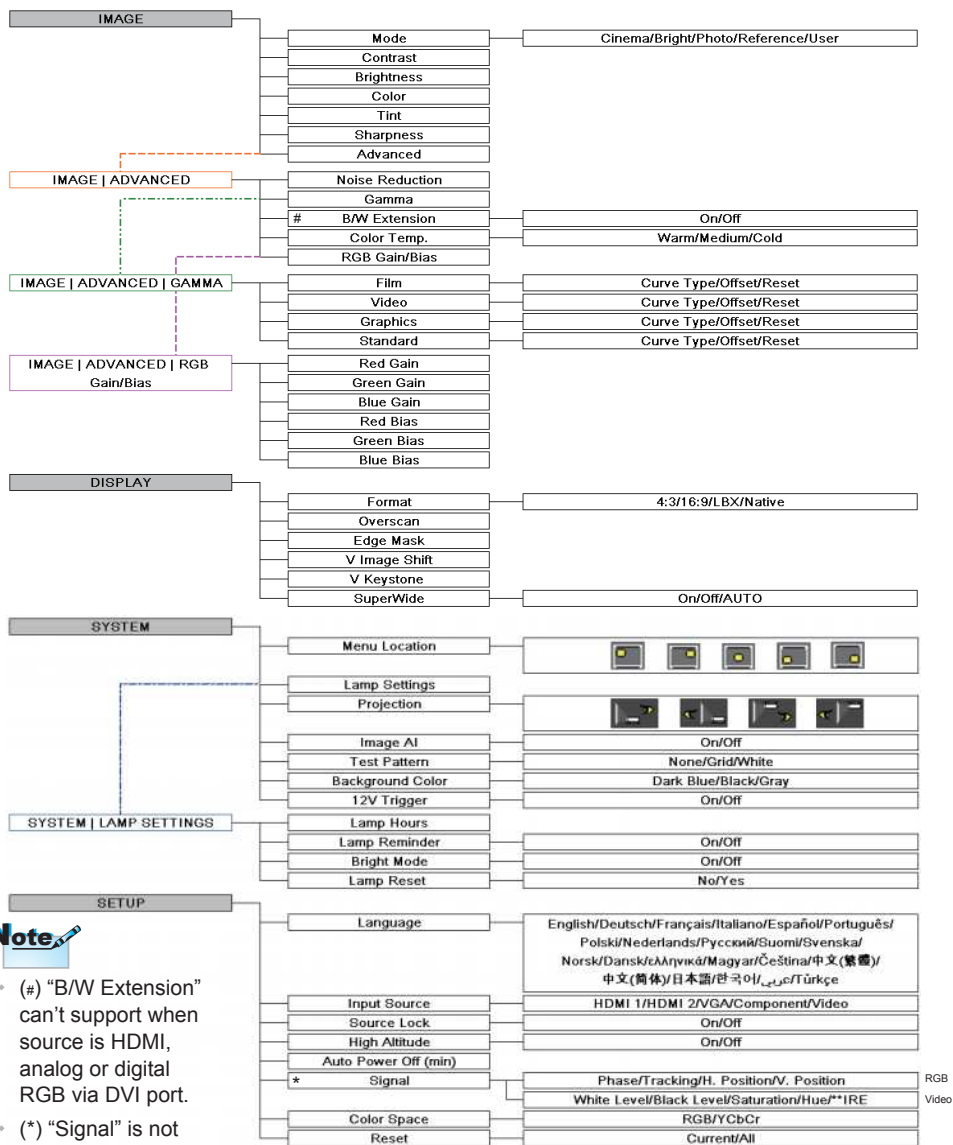 IMAGE
Mode Cinema/Bright/Photo/Reference/User
Contrast
Brightness
Color
Tint
Sharpness
Advanced
IMAGE | ADVANCED Noise Reduction
Gamma
# B/W Extension On/Off
Color Temp. Warm/Medium/Cold
RGB Gain/Bias
IMAGE | ADVANCED | GAMMA Film Curve Type/Offset/Reset
Video Curve Type/Offset/Reset
Graphics Curve Type/Offset/Reset
Standard Curve Type/Offset/Reset
IMAGE | ADVANCED | RGB Red Gain
Gain/Bias Green Gain
Blue Gain
Red Bias
Green Bias
Blue Bias
DISPLAY
Format 4:3/16:9/LBX/Native
Overscan
Edge Mask
V Image Shift
V Keystone
SuperWide On/Off/AUTO
SYSTEM
Menu Location
Lamp Settings
Projection
Image AI On/Off
Test Pattern None/Grid/White
Background Color Dark Blue/Black/Gray
12V Trigger On/Off
SYSTEM | LAMP SETTINGS Lamp Hours
Lamp Reminder On/Off
Bright Mode On/Off
Lamp Reset No/Yes
SETUP
Language English/Deutsch/Français/Italiano/Español/Português/
Polski/Nederlands/Русский/Suomi/Svenska/
Norsk/Dansk/ελληνικά/Magyar/Čeština/中文(繁體)/
中文(简体)/日本語/한국어/عربي/Türkçe
Input Source HDMI 1/HDMI 2/VGA/Component/Video
Source Lock On/Off
High Altitude On/Off
Auto Power Off (min)
* Signal Phase/Tracking/H. Position/V. Position RGB
White Level/Black Level/Saturation/Hue/**IRE Video
Color Space RGB/YCbCr
Reset Current/All
Note
(#) “B/W Extension”
can’t support when
source is HDMI,
analog or digital
RGB via DVI port.
(*) “Signal” is not